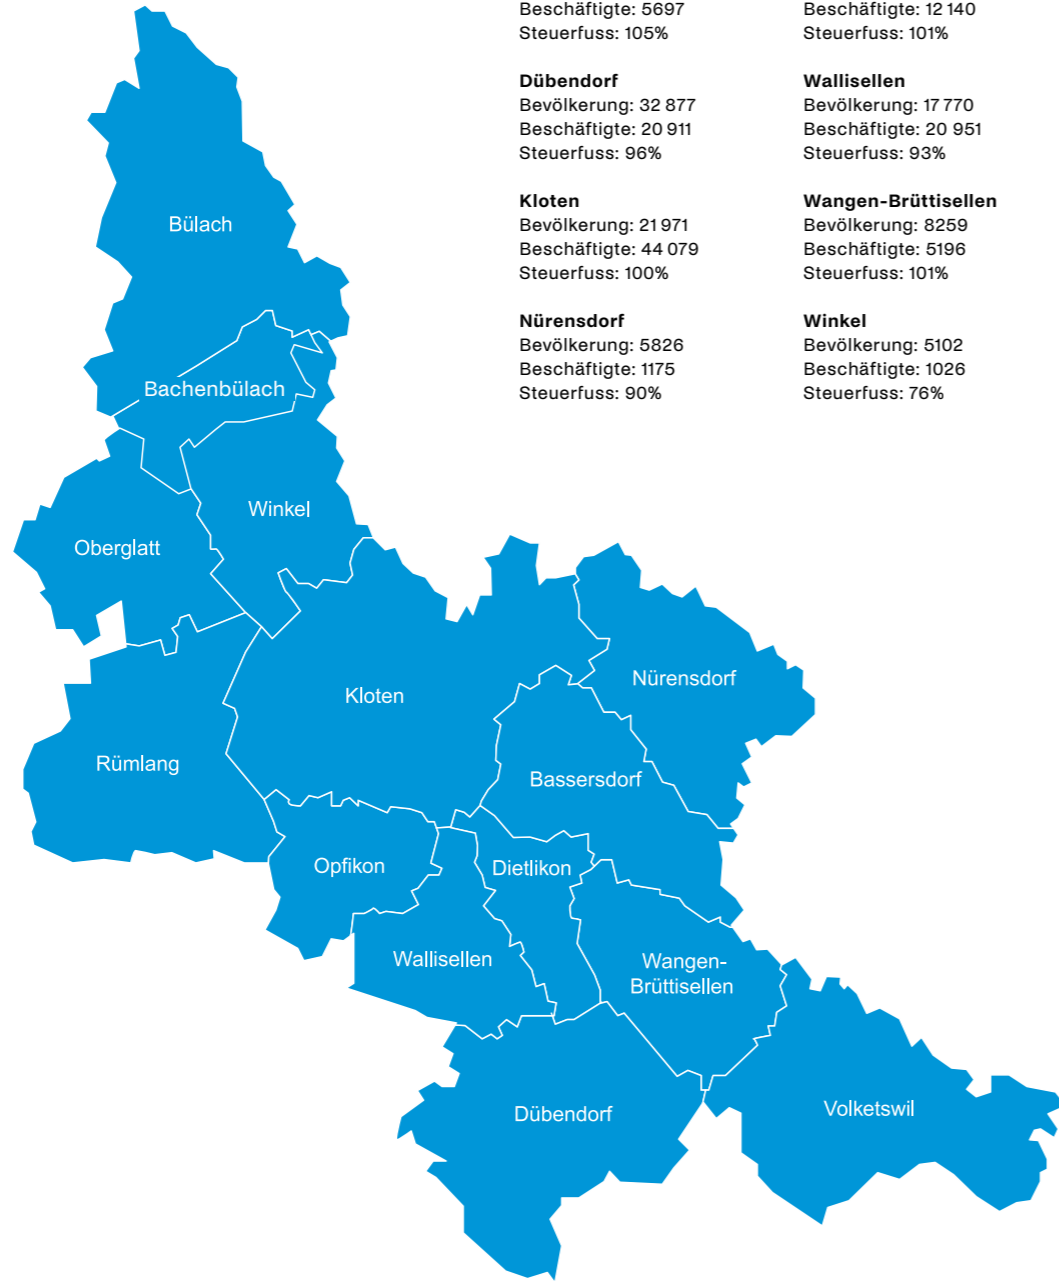 Beschäftigte: 5697
Steuerfuss: 105%
Dübendorf
Bevölkerung: 32 877
Beschäftigte: 20 911
Steuerfuss: 96%
Kloten
Bevölkerung: 21 971
Beschäftigte: 44 079
Steuerfuss: 100%
Nürensdorf
Bevölkerung: 5826
Beschäftigte: 1175
Steuerfuss: 90%
Beschäftigte: 12 140
Steuerfuss: 101%
Wallisellen
Bevölkerung: 17 770
Beschäftigte: 20 951
Steuerfuss: 93%
Wangen-Brüttisellen
Bevölkerung: 8259
Beschäftigte: 5196
Steuerfuss: 101%
Winkel
Bevölkerung: 5102
Beschäftigte: 1026
Steuerfuss: 76%
Bülach
Bachenbülach
Winkel
Oberglatt
Kloten
Nürensdorf
Rümlang
Bassersdorf
Opfikon
Dietlikon
Wallisellen
Wangen-
Brüttisellen
Dübendorf
Volketswil